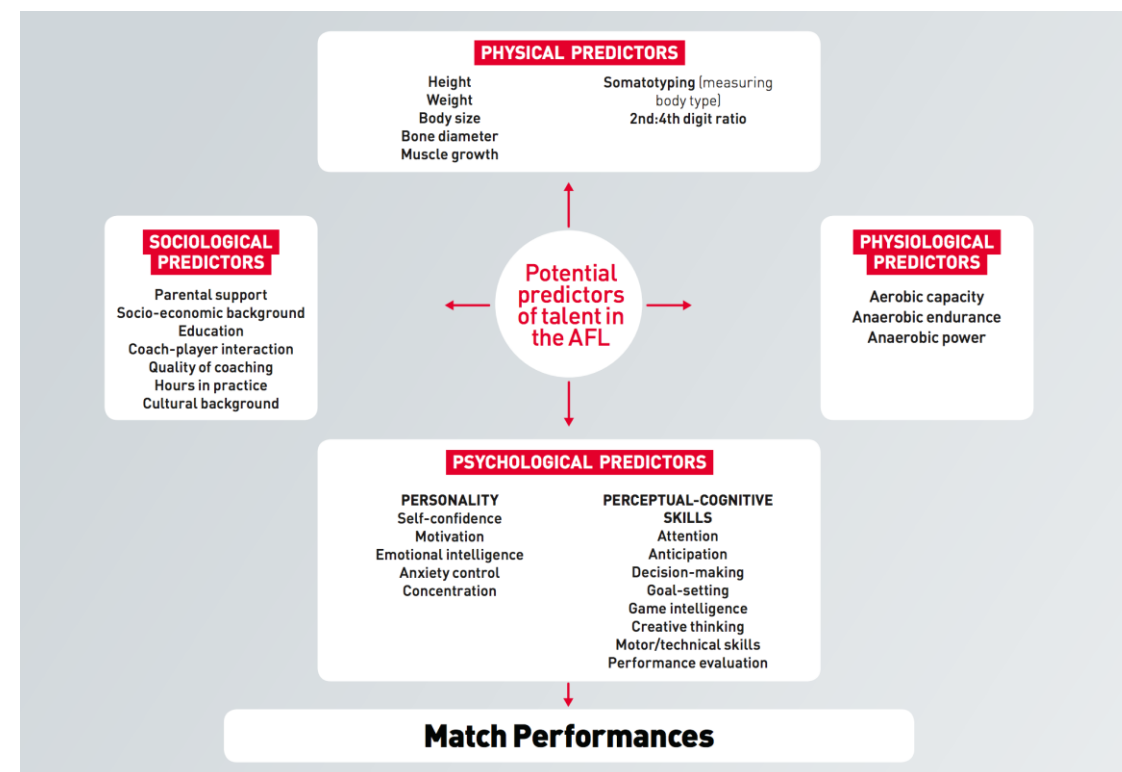 PHYSICAL PREDICTORS
Height
Weight
Body size
Bone diameter
Muscle growth
Somatotyping (measuring
body type)
2nd:4th digit ratio
SOCIOLOGICAL
PREDICTORS
Parental support
Socio-economic background
Education
Coach-player interaction
Quality of coaching
Hours in practice
Cultural background
Potential
predictors
of talent in
the AFL
PHYSIOLOGICAL
PREDICTORS
Aerobic capacity
Anaerobic endurance
Anaerobic power
PSYCHOLOGICAL PREDICTORS
PERSONALITY
Self-confidence
Motivation
Emotional intelligence
Anxiety control
Concentration
PERCEPTUAL-COGNITIVE
SKILLS
Attention
Anticipation
Decision-making
Goal-setting
Game intelligence
Creative thinking
Motor/technical skills
Performance evaluation
Match Performances